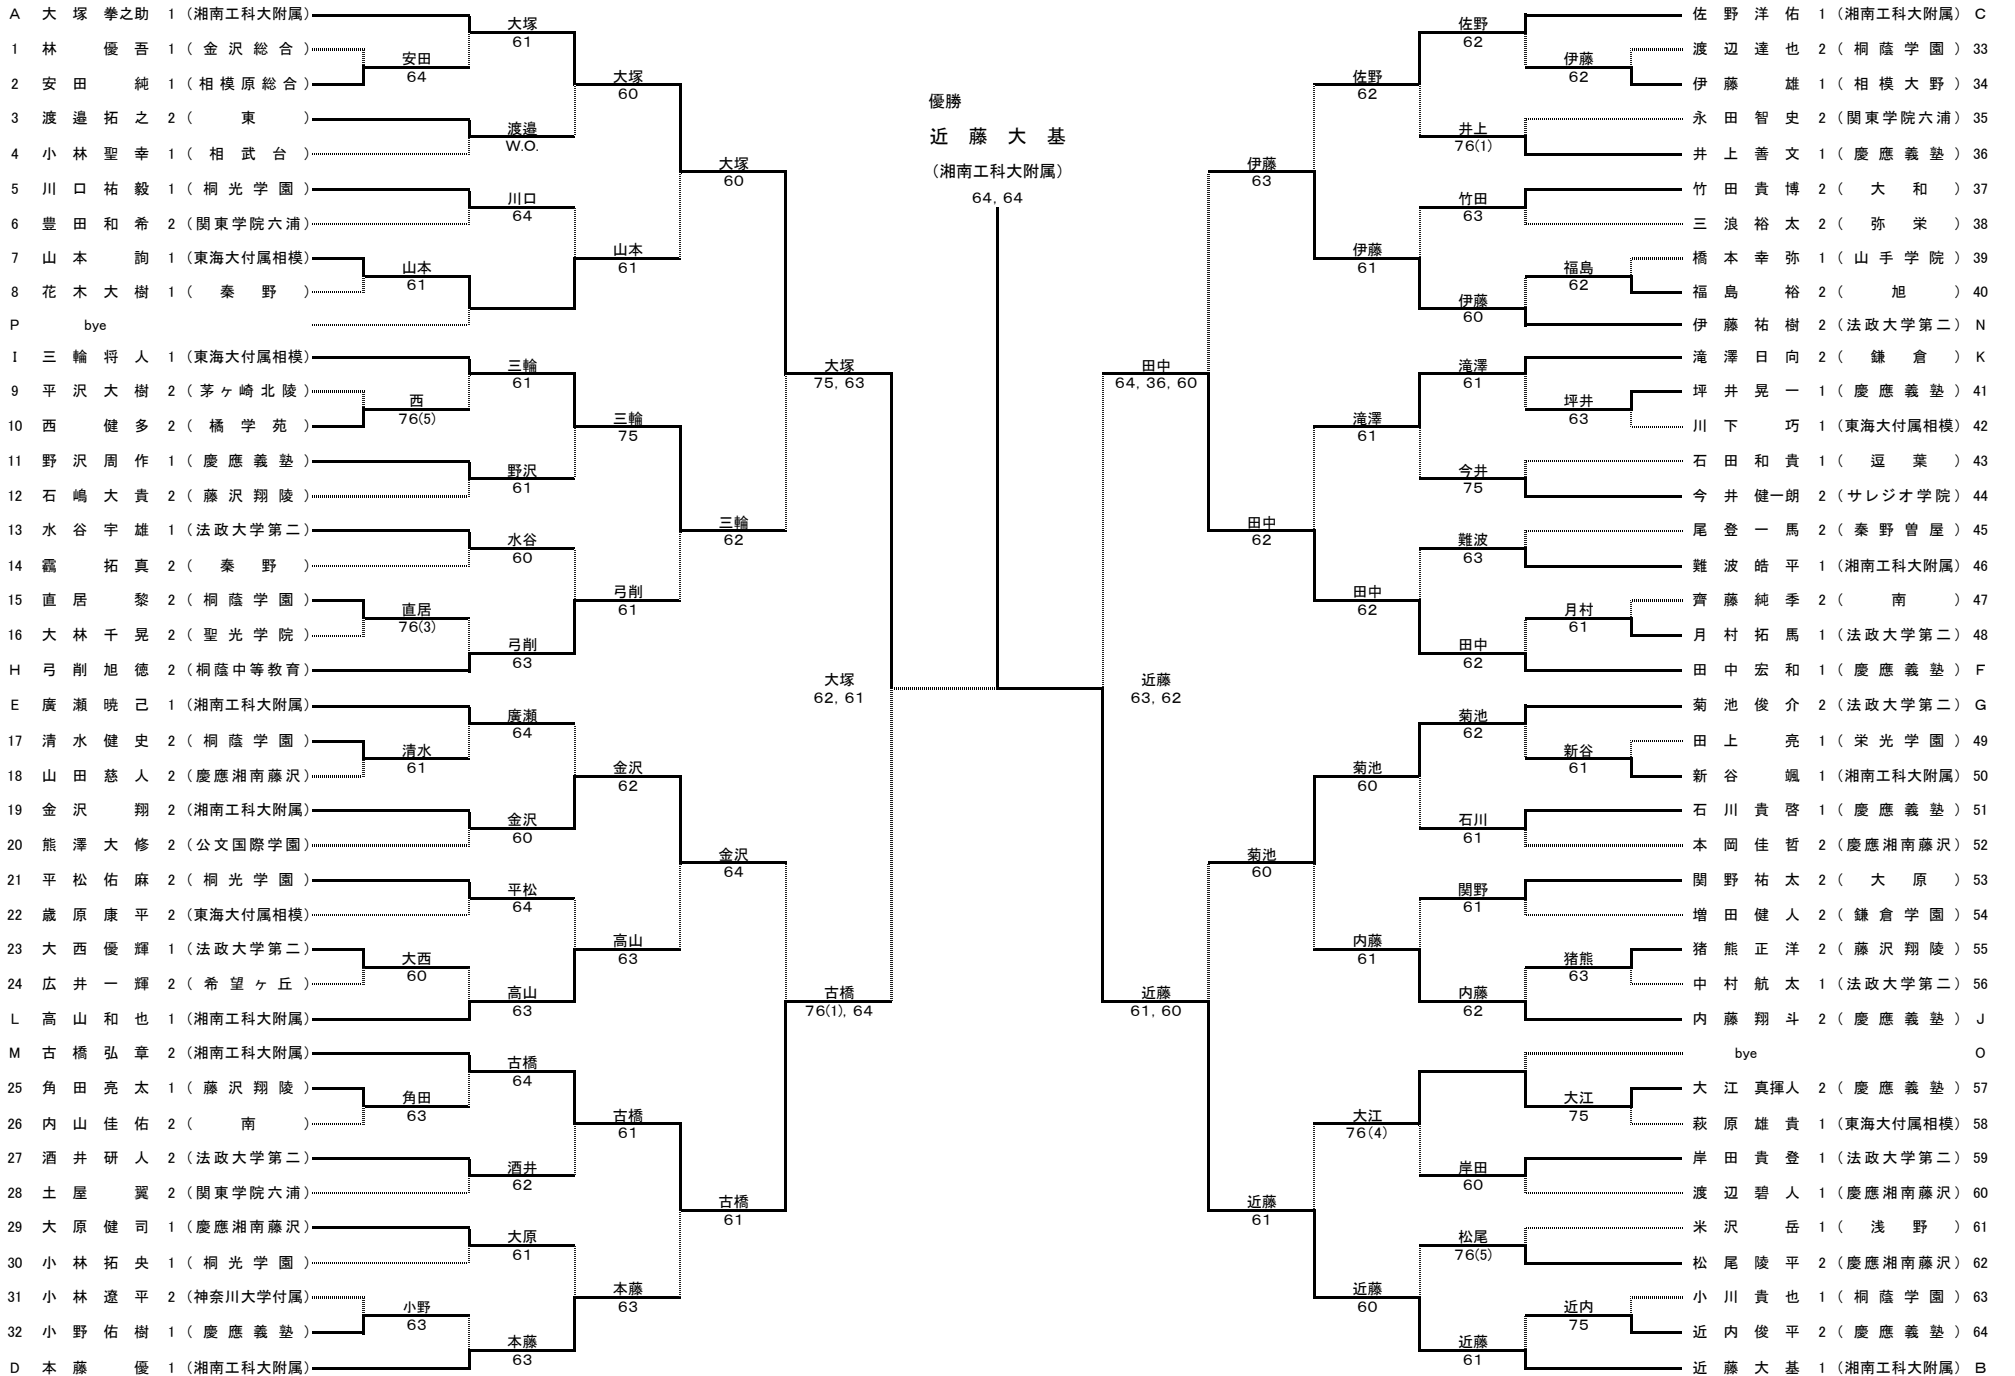 A 大塚 拳之助 1 (湘南工科大附属)
1 林 優吾 1 (金沢総合)
2 安田 純 1 (相模原総合)
3 渡邉拓之 2 (東)
4 小林聖幸 1 (相武台)
5 川口祐毅 1 (桐光学園)
6 豊田和希 2 (関東学院六浦)
7 山本 詢 1 (東海大付属相模)
8 花木大樹 1 (秦野)
P bye
I 三輪将人 1 (東海大付属相模)
9 平沢大樹 2 (茅ヶ崎北陵)
10 西 健多 2 (橘学苑)
11 野沢周作 1 (慶應義塾)
12 石嶋大貴 2 (藤沢翔陵)
13 水谷宇雄 1 (法政大学第二)
14 拓真 2 (秦野)
15 直居 黎 2 (桐蔭学園)
16 大林千晃 2 (聖光学院)
H 弓削旭徳 2 (桐蔭中等教育)
E 廣瀬暁己 1 (湘南工科大附属)
17 清水健史 2 (桐蔭学園)
18 山田慈人 2 (慶應湘南藤沢)
19 金沢 翔 2 (湘南工科大附属)
20 熊澤大修 2 (公文国際学園)
21 平松佑麻 2 (桐光学園)
22 歳原康平 2 (東海大付属相模)
23 大西優輝 1 (法政大学第二)
24 広井一輝 2 (希望ヶ丘)
L 高山和也 1 (湘南工科大附属)
M 古橋弘章 2 (湘南工科大附属)
25 角田亮太 1 (藤沢翔陵)
26 内山佳佑 2 (南)
27 酒井研人 2 (法政大学第二)
28 土屋 翼 2 (関東学院六浦)
29 大原健司 1 (慶應湘南藤沢)
30 小林拓央 1 (桐光学園)
31 小林遼平 2 (神奈川大学付属)
32 小野佑樹 1 (慶應義塾)
D 本藤 優 1 (湘南工科大附属)
安田
64
山本
61
西
76(5)
直居
76(3)
清水
61
大西
60
角田
63
小野
63
大塚
61
渡邉
W.O.
川口
64
三輪
61
野沢
61
水谷
60
弓削
63
廣瀬
64
金沢
60
平松
64
高山
63
古橋
64
酒井
62
大原
61
本藤
63
大塚
60
山本
61
三輪
75
弓削
61
金沢
62
高山
63
古橋
61
本藤
63
大塚
60
三輪
62
金沢
64
古橋
61
大塚
75, 63
古橋
76(1), 64
大塚
62, 61
優勝
近藤大基
(湘南工科大附属)
64, 64
近藤
63, 62
田中
64, 36, 60
近藤
61, 60
伊藤
63
田中
62
菊池
60
近藤
61
佐野
62
伊藤
61
滝澤
61
田中
62
菊池
60
内藤
61
大江
76(4)
近藤
60
佐野
62
井上
76(1)
竹田
63
伊藤
60
滝澤
61
今井
75
難波
63
田中
62
菊池
62
石川
61
関野
61
内藤
62
岸田
60
松尾
76(5)
近藤
61
伊藤
62
福島
62
坪井
63
月村
61
新谷
61
猪熊
63
大江
75
近内
75
佐野洋佑 1 (湘南工科大附属) C
渡辺達也 2 (桐蔭学園) 33
伊藤 雄 1 (相模大野) 34
永田智史 2 (関東学院六浦) 35
井上善文 1 (慶應義塾) 36
竹田貴博 2 (大和) 37
三浪裕太 2 (弥栄) 38
橋本幸弥 1 (山手学院) 39
福島 裕 2 (旭) 40
伊藤祐樹 2 (法政大学第二) N
滝澤日向 2 (鎌倉) K
坪井晃一 1 (慶應義塾) 41
川下 巧 1 (東海大付属相模) 42
石田和貴 1 (逗葉) 43
今井 健一朗 2 (サレジオ学院) 44
尾登一馬 2 (秦野曽屋) 45
難波皓平 1 (湘南工科大附属) 46
齊藤純季 2 (南) 47
月村拓馬 1 (法政大学第二) 48
田中宏和 1 (慶應義塾) F
菊池俊介 2 (法政大学第二) G
田上 亮 1 (栄光学園) 49
新谷 颯 1 (湘南工科大附属) 50
石川貴啓 1 (慶應義塾) 51
本岡佳哲 2 (慶應湘南藤沢) 52
関野祐太 2 (大原) 53
増田健人 2 (鎌倉学園) 54
猪熊正洋 2 (藤沢翔陵) 55
中村航太 1 (法政大学第二) 56
内藤翔斗 2 (慶應義塾) J
bye O
大江 真揮人 2 (慶應義塾) 57
萩原雄貴 1 (東海大付属相模) 58
岸田貴登 1 (法政大学第二) 59
渡辺碧人 1 (慶應湘南藤沢) 60
米沢 岳 1 (浅野) 61
松尾陵平 2 (慶應湘南藤沢) 62
小川貴也 1 (桐蔭学園) 63
近内俊平 2 (慶應義塾) 64
近藤大基 1 (湘南工科大附属) B